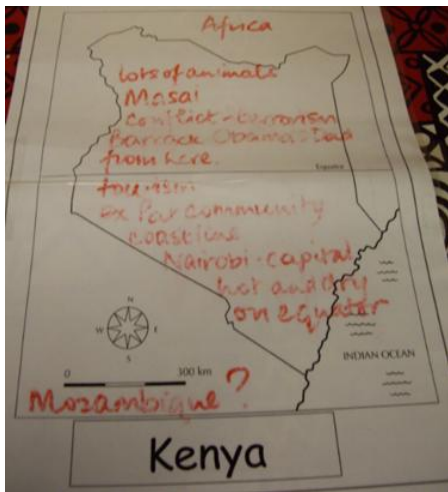 Africa
lots of animals
Masai
conflict - terrorism
Barrack Obama's Dad
from here.
Equator
tourism
Ex Pat community
coastline
Nairobi - capital
hot and dry
on equator
N
W E
S
INDIAN OCEAN
0 300 km
Mozambique ?
Kenya